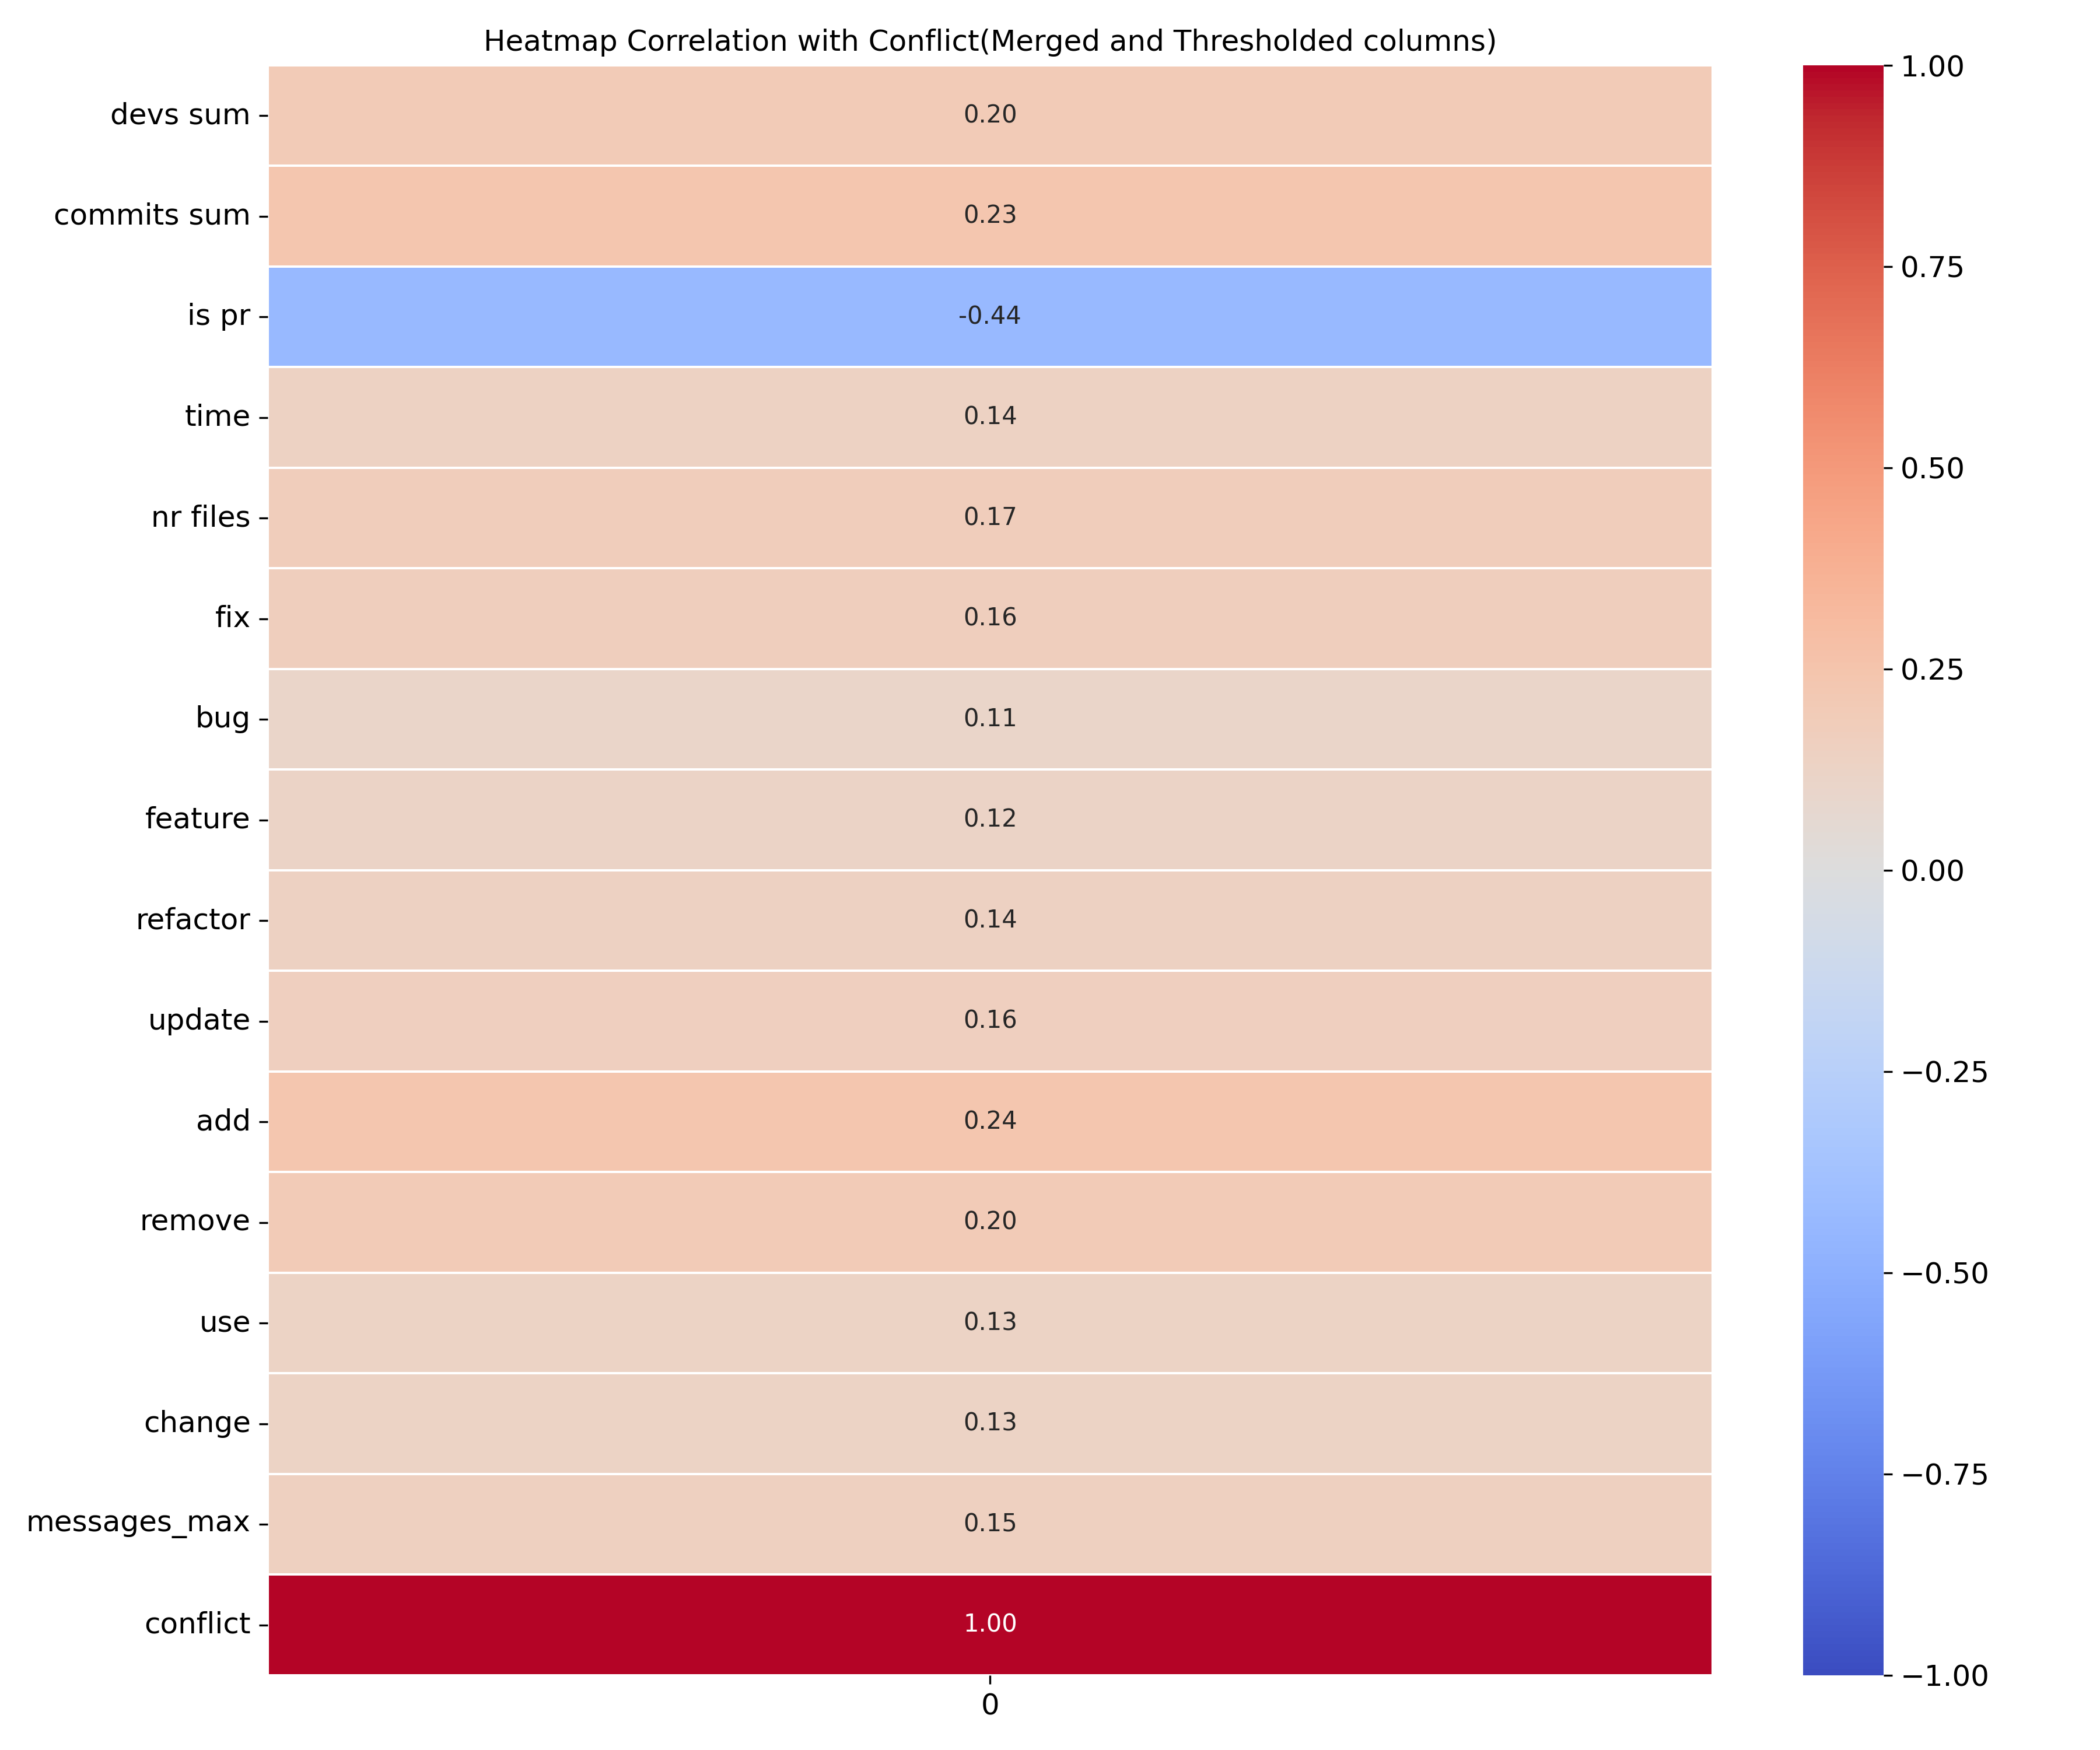 Heatmap Correlation with Conflict(Merged and Thresholded columns)
devs sum 0.20
commits sum 0.23
is pr -0.44
time 0.14
nr files 0.17
fix 0.16
bug 0.11
feature 0.12
refactor 0.14
update 0.16
add 0.24
remove 0.20
use 0.13
change 0.13
messages_max 0.15
conflict 1.00
0
1.00
0.75
0.50
0.25
0.00
−0.25
−0.50
−0.75
−1.00